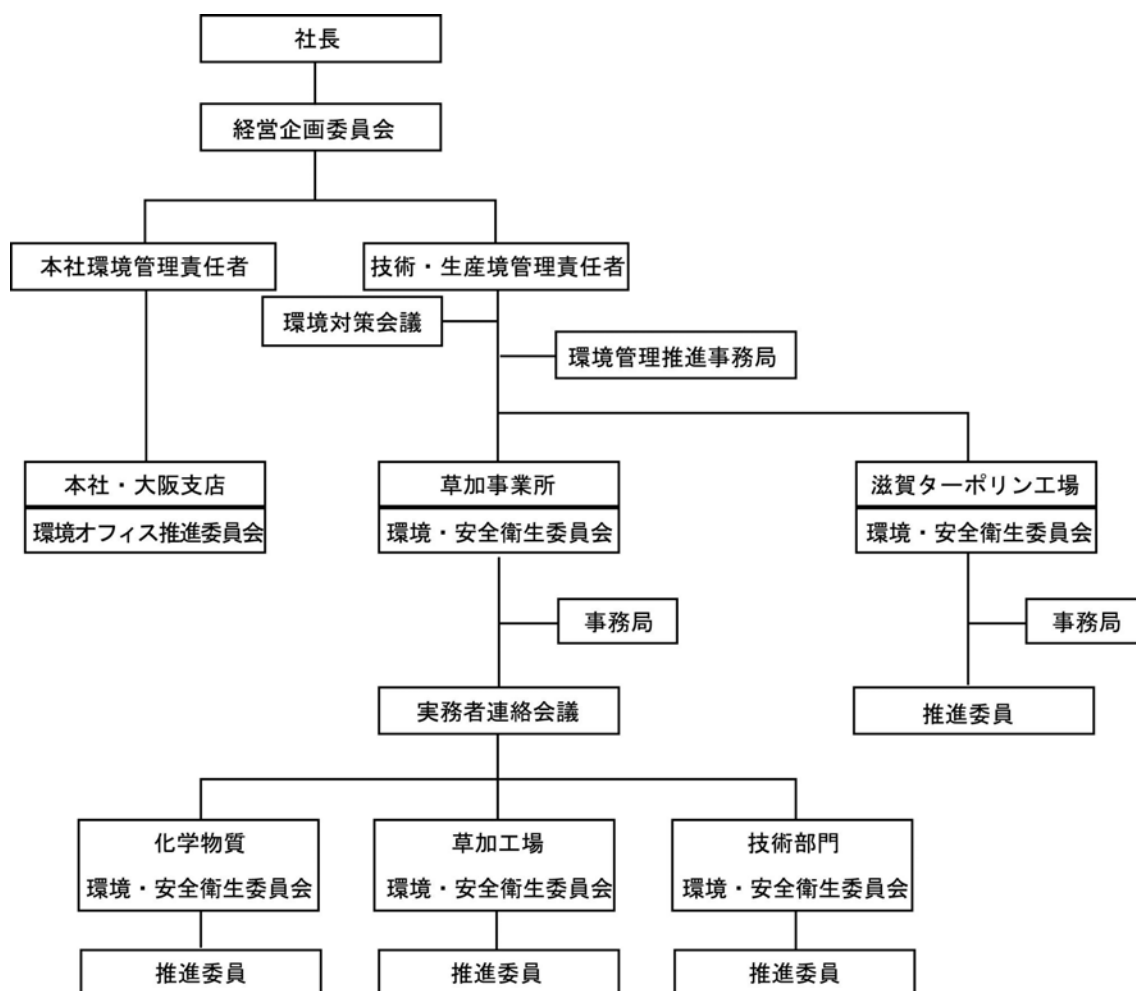 社長
経営企画委員会
本社環境管理責任者
技術・生産境管理責任者
環境対策会議
環境管理推進事務局
本社・大阪支店
環境オフィス推進委員会
草加事業所
環境・安全衛生委員会
滋賀ターポリン工場
環境・安全衛生委員会
事務局
事務局
実務者連絡会議
推進委員
化学物質
環境・安全衛生委員会
草加工場
環境・安全衛生委員会
技術部門
環境・安全衛生委員会
推進委員
推進委員
推進委員